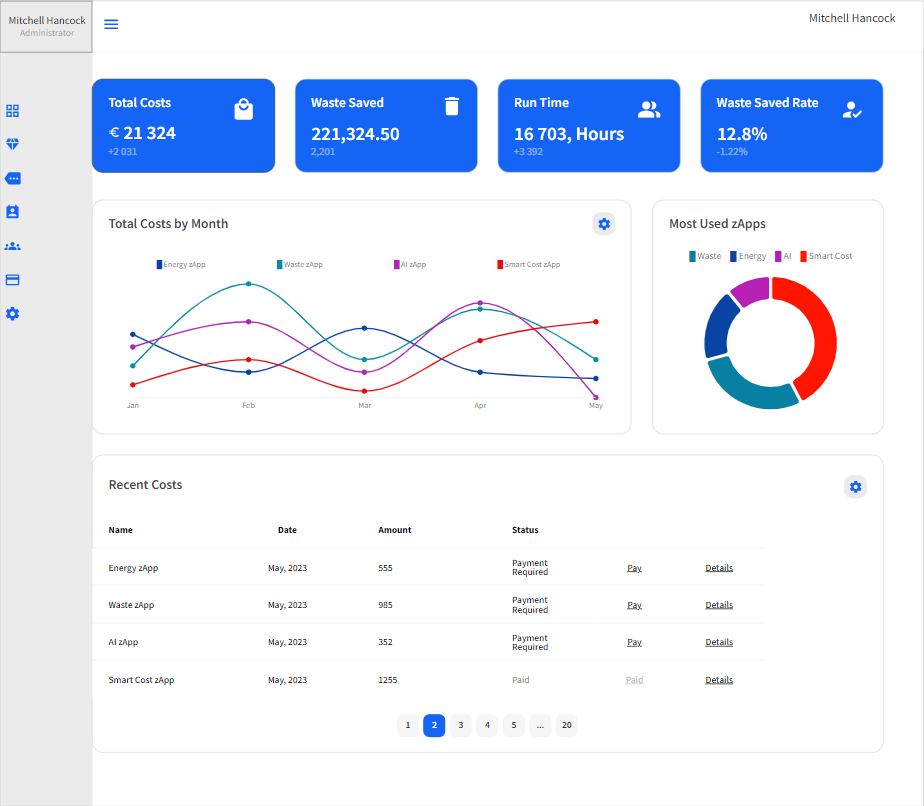 Mitchell Hancock
Administrator
Mitchell Hancock
Total Costs
€ 21 324
+2 031
Waste Saved
221,324.50
2,201
Run Time
16 703, Hours
+3 392
Waste Saved Rate
12.8%
-1.22%
Total Costs by Month
Energy zApp Waste zApp AI zApp Smart Cost zApp
Jan Feb Mar Apr May
Most Used zApps
Waste Energy AI Smart Cost
Recent Costs
Name Date Amount Status
Energy zApp May, 2023 555 Payment Required Pay Details
Waste zApp May, 2023 985 Payment Required Pay Details
AI zApp May, 2023 352 Payment Required Pay Details
Smart Cost zApp May, 2023 1255 Paid Paid Details
1 2 3 4 5 ... 20